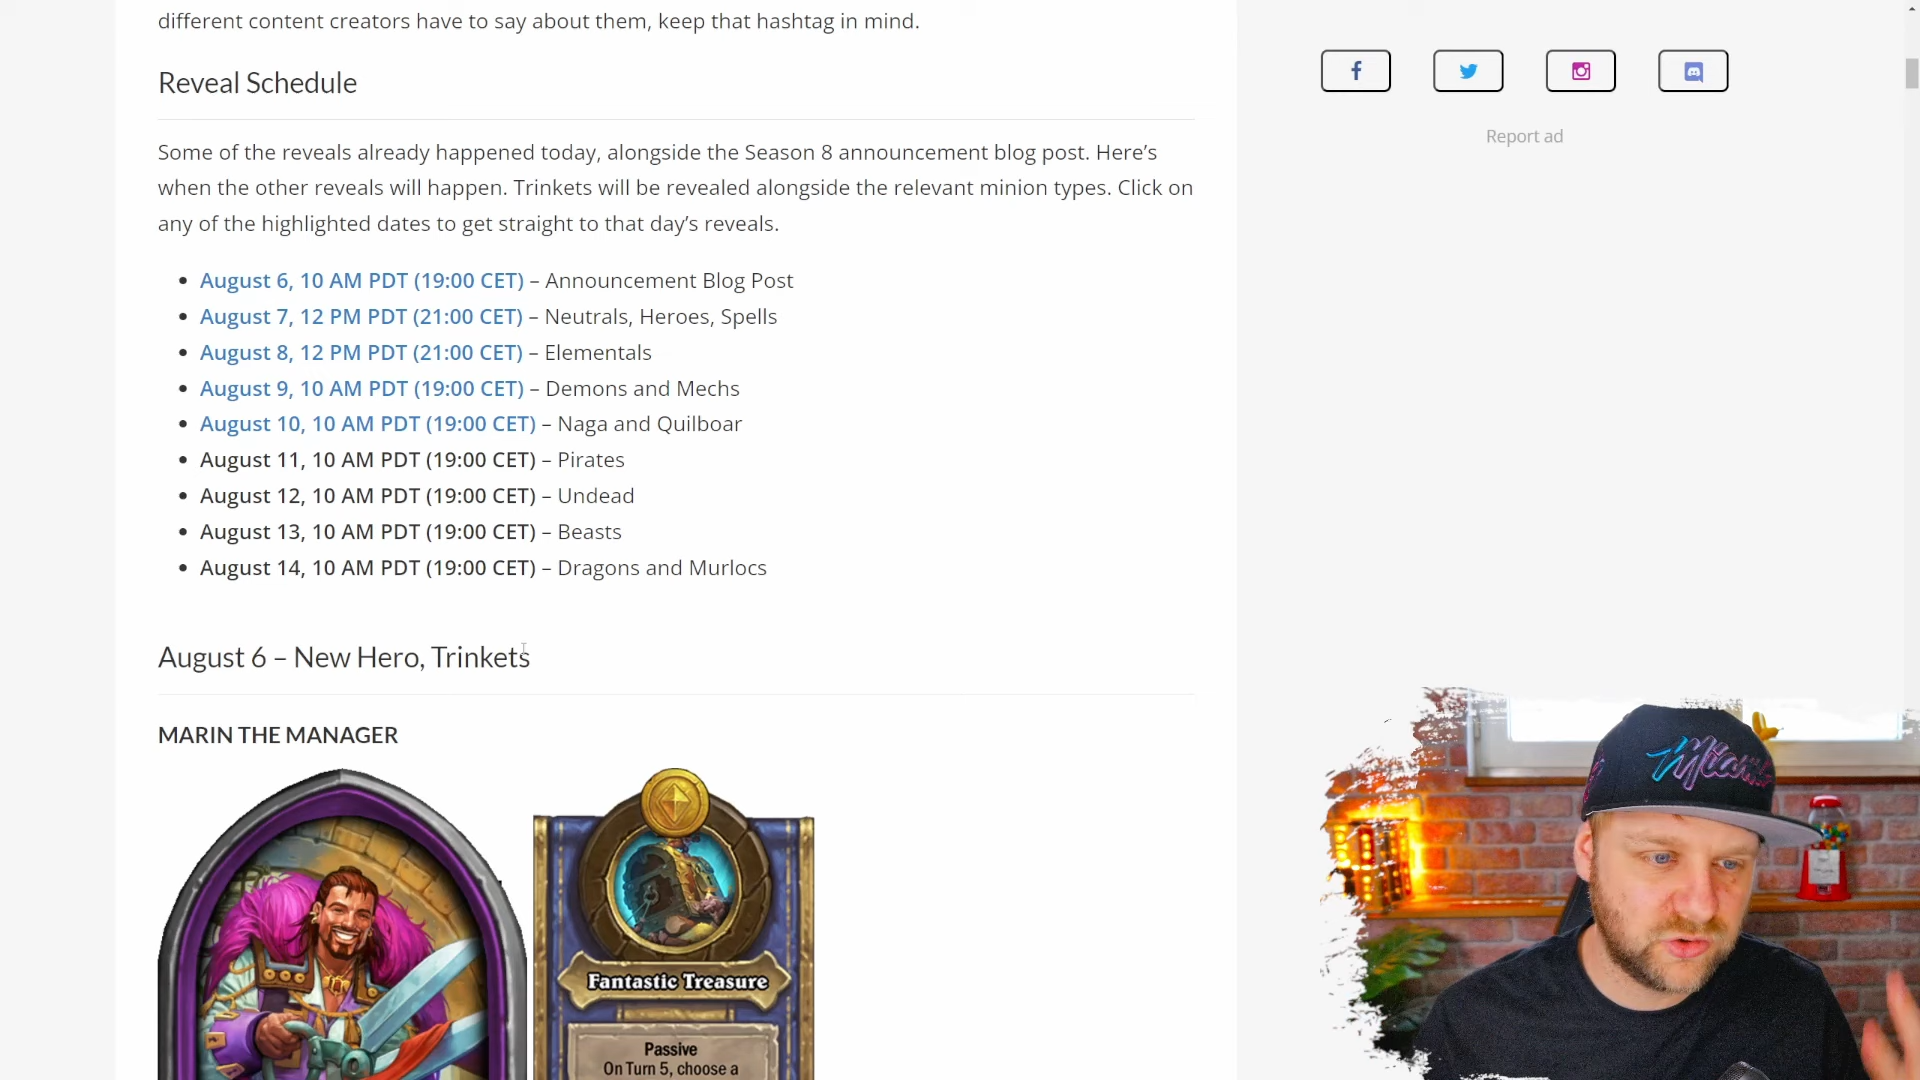 different content creators have to say about them, keep that hashtag in mind.
Reveal Schedule
Some of the reveals already happened today, alongside the Season 8 announcement blog post. Here’s
when the other reveals will happen. Trinkets will be revealed alongside the relevant minion types. Click on
any of the highlighted dates to get straight to that day’s reveals.
August 6, 10 AM PDT (19:00 CET) – Announcement Blog Post
August 7, 12 PM PDT (21:00 CET) – Neutrals, Heroes, Spells
August 8, 12 PM PDT (21:00 CET) – Elementals
August 9, 10 AM PDT (19:00 CET) – Demons and Mechs
August 10, 10 AM PDT (19:00 CET) – Naga and Quilboar
August 11, 10 AM PDT (19:00 CET) – Pirates
August 12, 10 AM PDT (19:00 CET) – Undead
August 13, 10 AM PDT (19:00 CET) – Beasts
August 14, 10 AM PDT (19:00 CET) – Dragons and Murlocs
August 6 – New Hero, Trinkets
MARIN THE MANAGER
Fantastic Treasure
Passive
On Turn 5, choose a
Report ad
Miami